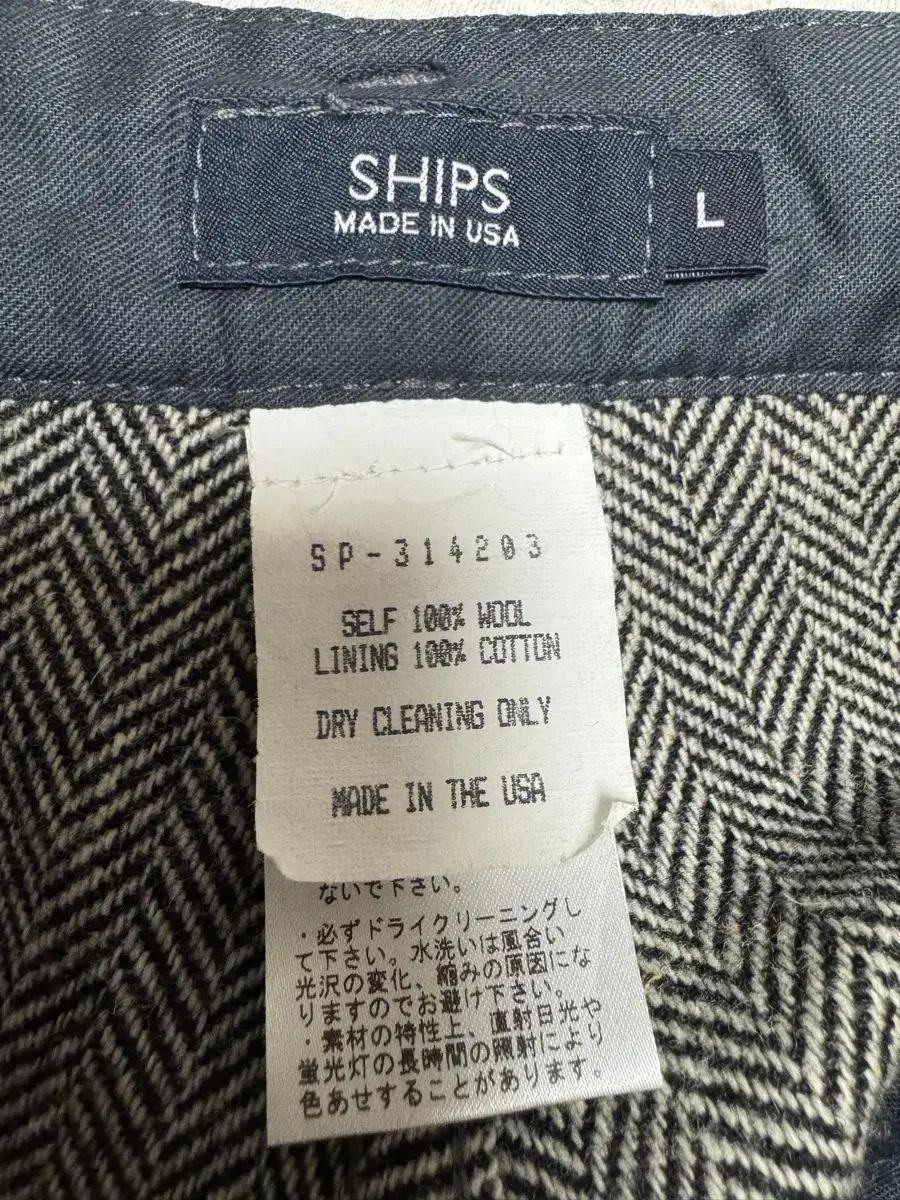 SHIPS
MADE IN USA
L
SP-314203
SELF 100% WOOL
LINING 100% COTTON
DRY CLEANING ONLY
MADE IN THE USA
ないで下さい。
・必ずドライクリーニングし
て下さい。水洗いは風合い
光沢の変化、縮みの原因にな
りますのでお避け下さい。
・素材の特性上、直射日光や
蛍光灯の長時間の照射により
色あせすることがあります。